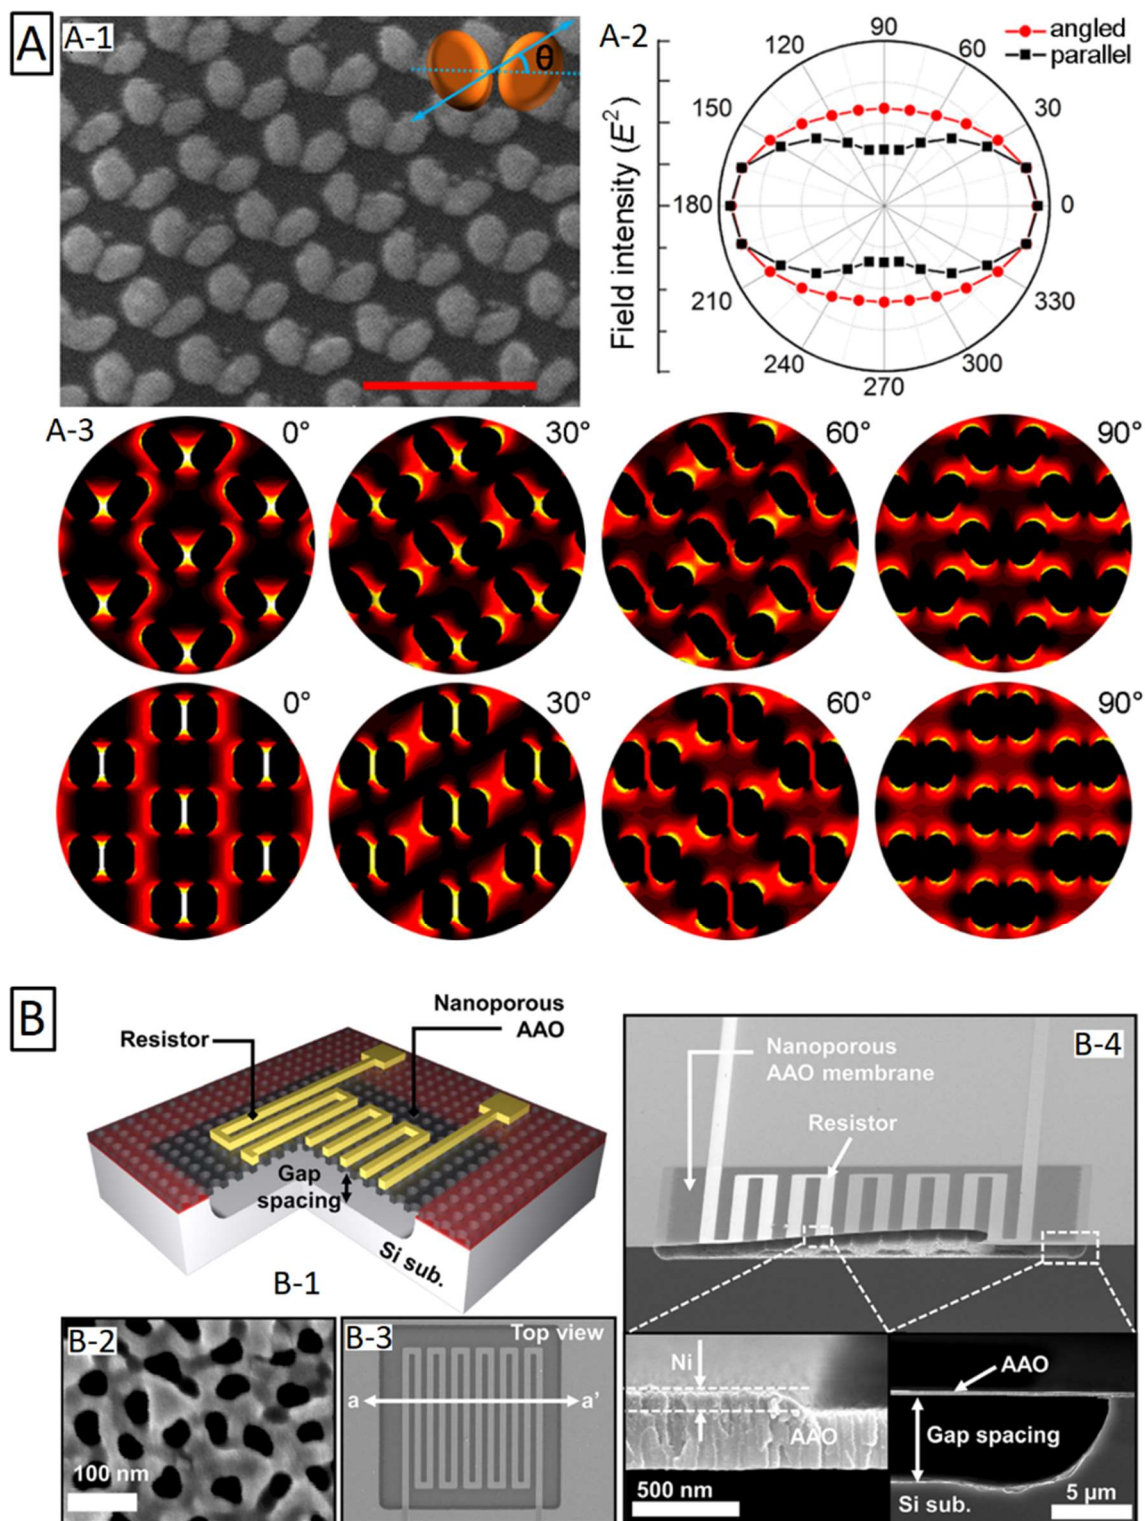 A
A-1
θ
A-2
angled
parallel
Field intensity (E²)
90
120
60
150
30
180
0
210
330
240
300
270
A-3
0°
30°
60°
90°
0°
30°
60°
90°
B
Resistor
Nanoporous
AAO
Gap
spacing
Si sub.
B-1
B-2
100 nm
B-3
Top view
a
a'
B-4
Nanoporous
AAO membrane
Resistor
Ni
AAO
500 nm
AAO
Gap spacing
Si sub.
5 µm